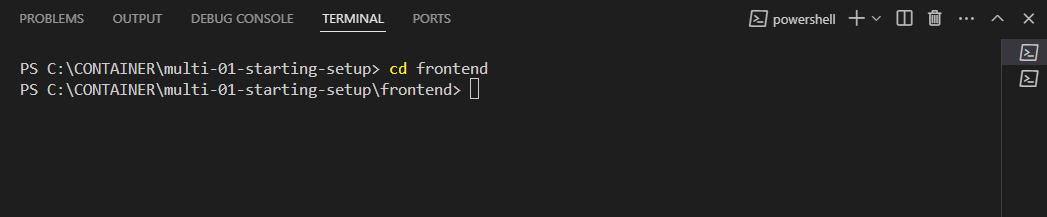 PROBLEMS OUTPUT DEBUG CONSOLE TERMINAL PORTS powershell
PS C:\CONTAINER\multi-01-starting-setup> cd frontend
PS C:\CONTAINER\multi-01-starting-setup\frontend>